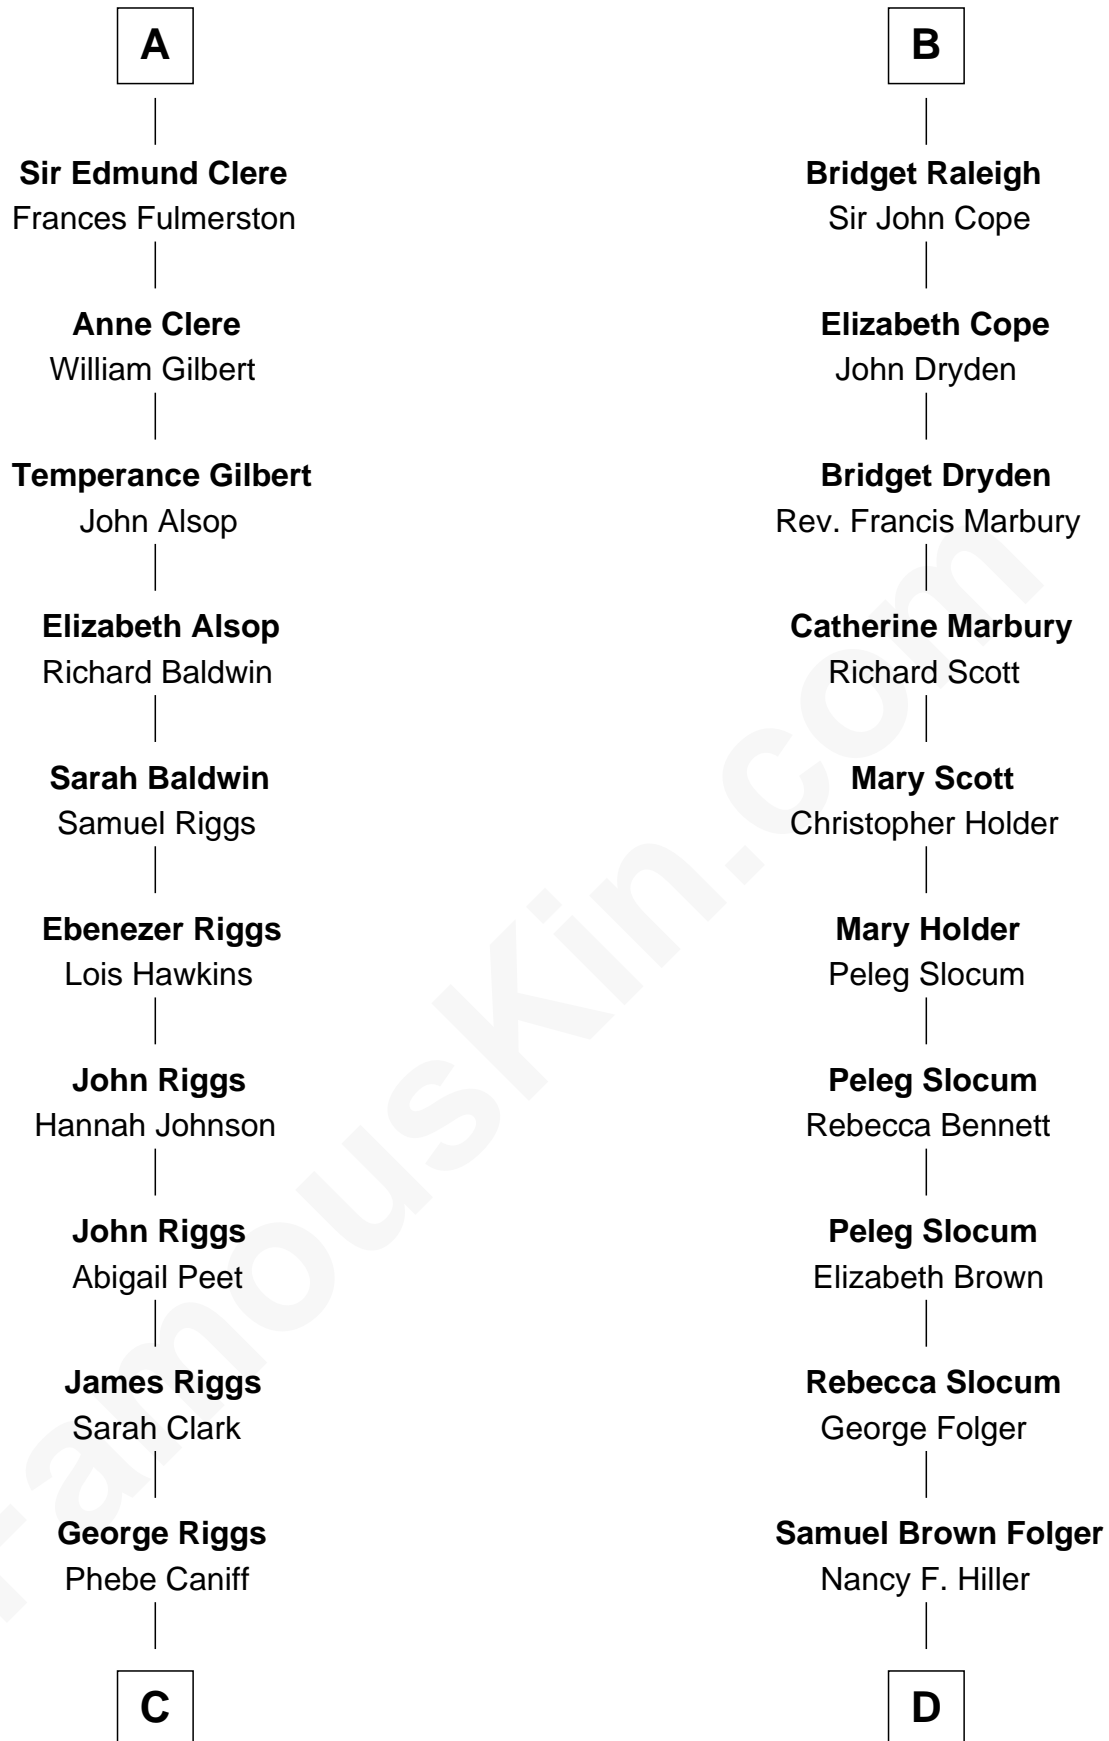 A
Sir Edmund Clere
Frances Fulmerston
Anne Clere
William Gilbert
Temperance Gilbert
John Alsop
Elizabeth Alsop
Richard Baldwin
Sarah Baldwin
Samuel Riggs
Ebenezer Riggs
Lois Hawkins
John Riggs
Hannah Johnson
John Riggs
Abigail Peet
James Riggs
Sarah Clark
George Riggs
Phebe Caniff
C
B
Bridget Raleigh
Sir John Cope
Elizabeth Cope
John Dryden
Bridget Dryden
Rev. Francis Marbury
Catherine Marbury
Richard Scott
Mary Scott
Christopher Holder
Mary Holder
Peleg Slocum
Peleg Slocum
Rebecca Bennett
Peleg Slocum
Elizabeth Brown
Rebecca Slocum
George Folger
Samuel Brown Folger
Nancy F. Hiller
D
FamousKin.com